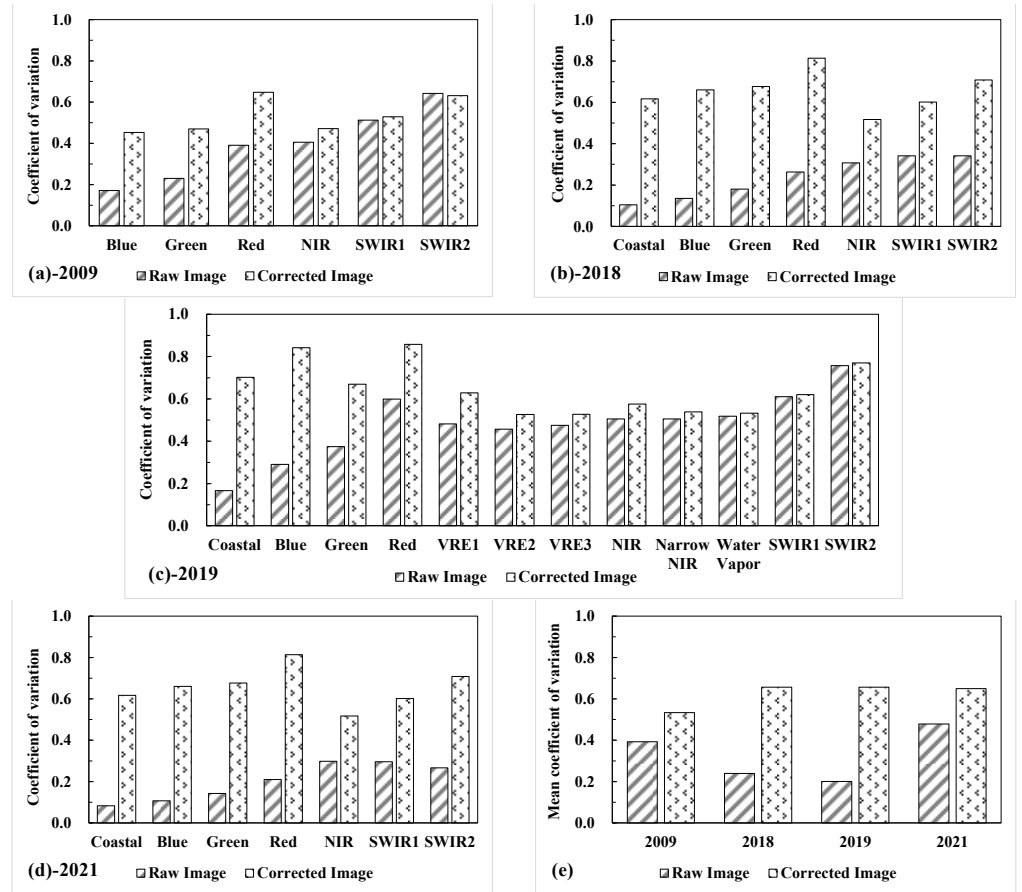 Coefficient of variation
1.0
0.8
0.6
0.4
0.2
0.0
Blue Green Red NIR SWIR1 SWIR2
Raw Image Corrected Image
(a)-2009
Coefficient of variation
1.0
0.8
0.6
0.4
0.2
0.0
Coastal Blue Green Red NIR SWIR1 SWIR2
Raw Image Corrected Image
(b)-2018
Coefficient of variation
1.0
0.8
0.6
0.4
0.2
0.0
Coastal Blue Green Red VRE1 VRE2 VRE3 NIR Narrow Water SWIR1 SWIR2
NIR Vapor
Raw Image Corrected Image
(c)-2019
Coefficient of variation
1.0
0.8
0.6
0.4
0.2
0.0
Coastal Blue Green Red NIR SWIR1 SWIR2
Raw Image Corrected Image
(d)-2021
Mean coefficient of variation
1.0
0.8
0.6
0.4
0.2
0.0
2009 2018 2019 2021
Raw Image Corrected Image
(e)